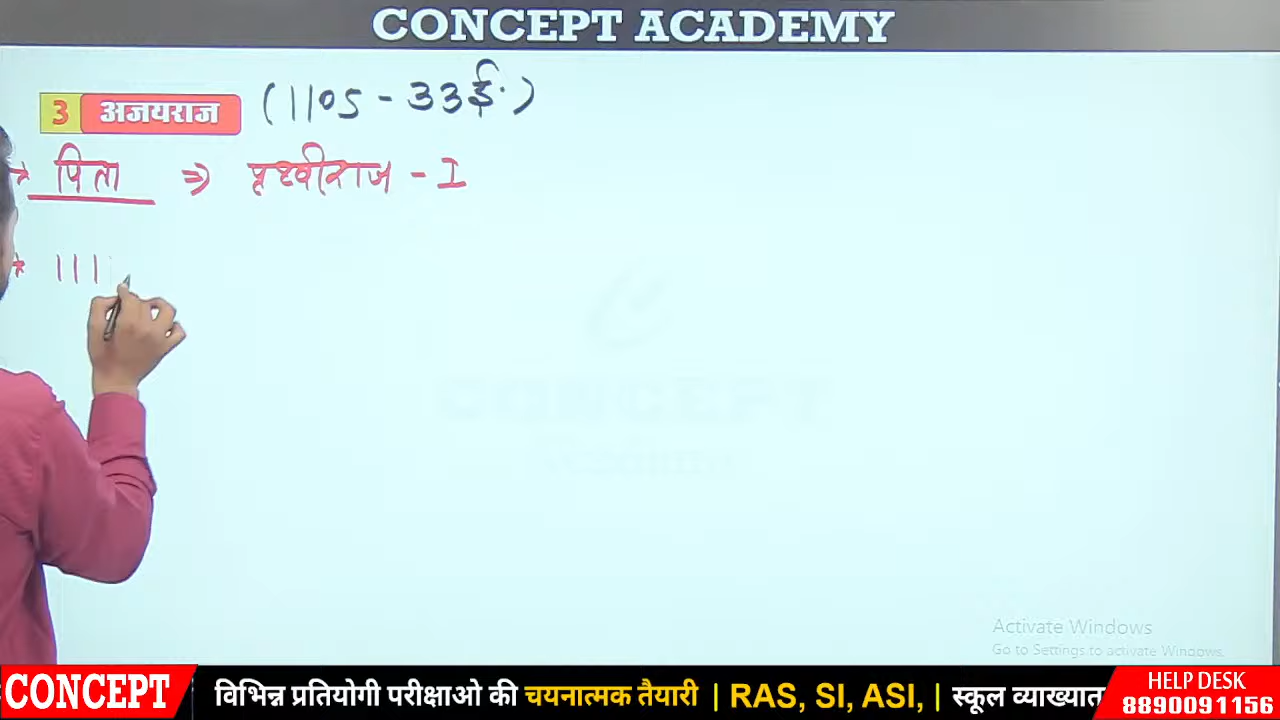 CONCEPT ACADEMY
3 अजयराज (1105 - 33ई.)
→ पिता ⇒ पृथ्वीराज - I
* 111
CONCEPT
Activate Windows
Go to Settings to activate Windows.
CONCEPT विभिन्न प्रतियोगी परीक्षाओ की चयनात्मक तैयारी | RAS, SI, ASI, | स्कूल व्याख्यात HELP DESK
8890091156